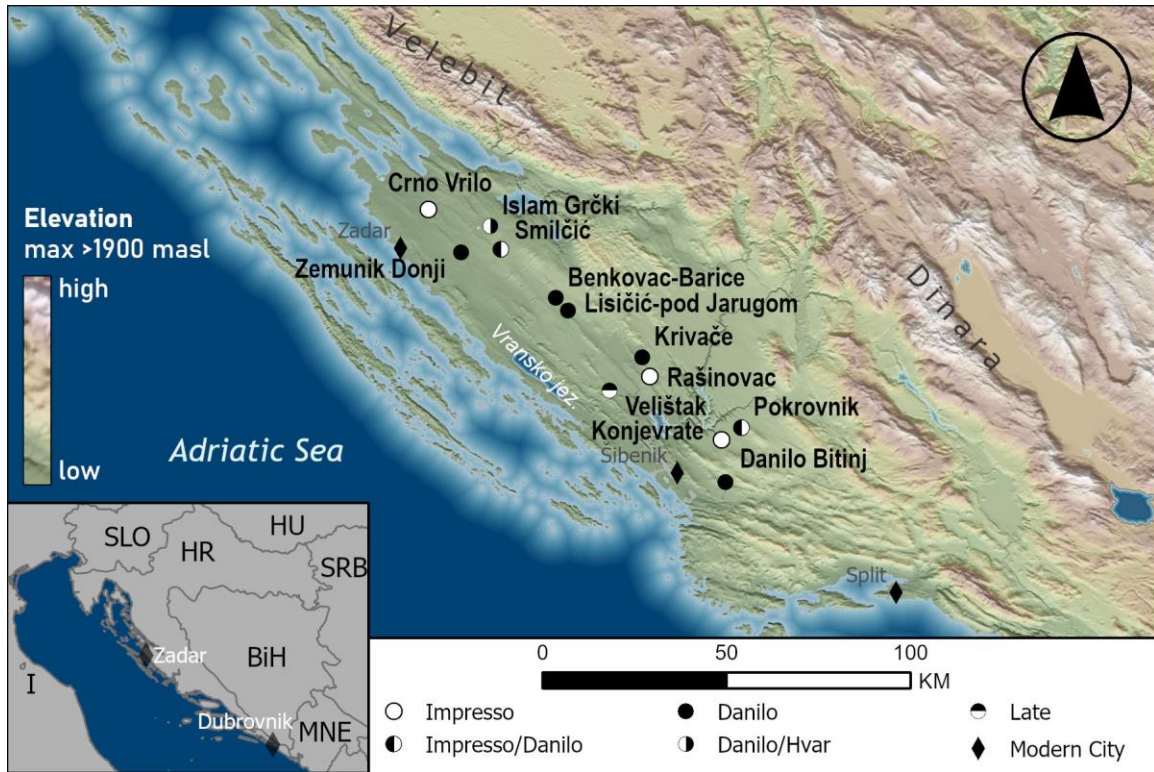 Velebit
Crno Vrilo
Islam Grčki
Smilčić
Zadar
Zemunik Donji
Benkovac-Barice
Lisičić-pod Jarugom
Krivače
Rašinovac
Vransko jez.
Velištak
Pokrovnik
Konjevrate
Sibenik
Danilo Bitinj
Dinara
Split
Adriatic Sea
Elevation
max >1900 masl
high
low
SLO
HU
HR
SRB
BiH
Zadar
I
Dubrovnik
MNE
0 50 100
KM
Impresso Danilo Late
Impresso/Danilo Danilo/Hvar Modern City